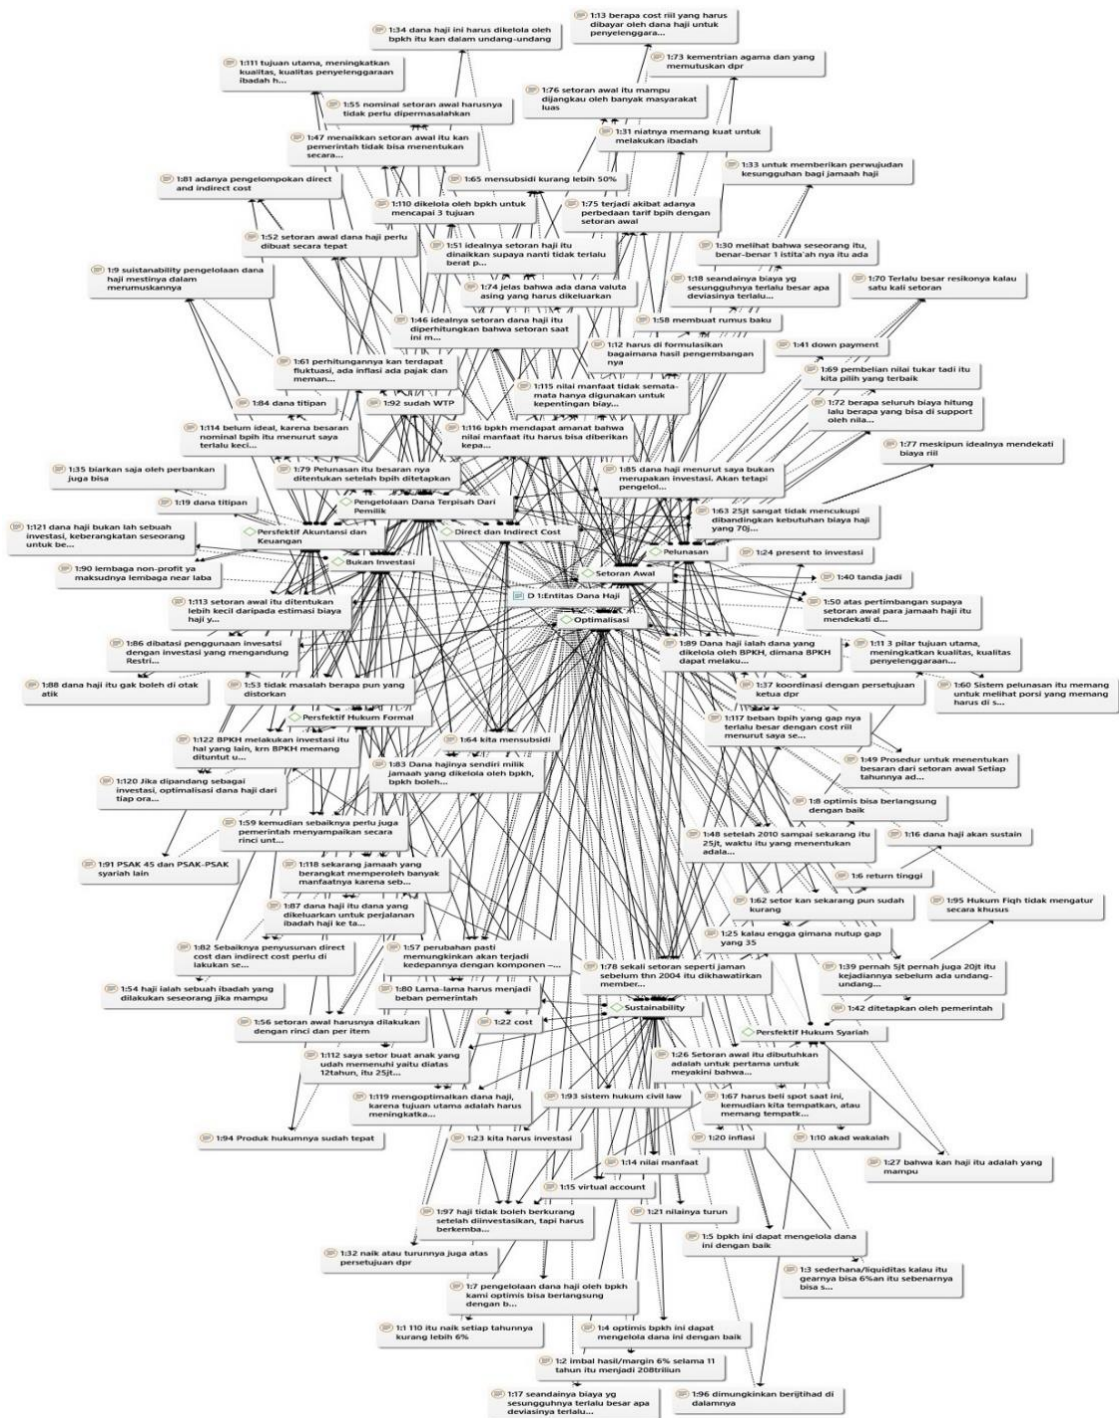 1:13 berapa cost riil yang harus
dibayar oleh dana haji untuk
penyelenggara...
1:34 dana haji ini harus dikelola oleh
bpkh itu kan dalam undang-undang
1:73 kementrian agama dan yang
memutuskan dpr
1:111 tujuan utama, meningkatkan
kualitas, kualitas penyelenggaraan
ibadah h...
1:76 setoran awal itu mampu
dijangkau oleh banyak masyarakat
luas
1:55 nominal setoran awal harusnya
tidak perlu dipermasalahkan
1:31 niatnya memang kuat untuk
melakukan ibadah
1:47 menaikkan setoran awal itu kan
pemerintah tidak bisa menentukan
secara...
1:33 untuk memberikan perwujudan
kesungguhan bagi jamaah haji
1:81 adanya pengelompokan direct
and indirect cost
1:65 mensubsidi kurang lebih 50%
1:110 dikelola oleh bpkh untuk
mencapai 3 tujuan
1:75 terjadi akibat adanya
perbedaan tarif bpih dengan
setoran awal
1:52 setoran awal dana haji perlu
dibuat secara tepat
1:51 idealnya setoran haji itu
dinaikkan supaya nanti tidak terlalu
berat p...
1:30 melihat bahwa seseorang itu,
benar-benar 1 istita'ah nya itu ada
1:9 suistanability pengelolaan dana
haji mestinya dalam
merumuskannya
1:18 seandainya biaya yg
sesungguhnya terlalu besar apa
deviasinya terlalu...
1:70 Terlalu besar resikonya kalau
satu kali setoran
1:74 jelas bahwa ada dana valuta
asing yang harus dikeluarkan
1:46 idealnya setoran dana haji itu
diperhitungkan bahwa setoran saat
ini m...
1:58 membuat rumus baku
1:12 harus di formulasikan
bagaimana hasil pengembangan
nya
1:41 down payment
1:61 perhitungannya kan terdapat
fluktuasi, ada inflasi ada pajak dan
meman...
1:69 pembelian nilai tukar tadi itu
kita pilih yang terbaik
1:115 nilai manfaat tidak semata-
mata hanya digunakan untuk
kepentingan biay...
1:84 dana titipan
1:92 sudah WTP
1:72 berapa seluruh biaya hitung
lalu berapa yang bisa di support
oleh nila...
1:114 belum ideal, karena besaran
nominal bpih itu menurut saya
terlalu keci...
1:116 bpkh mendapat amanat bahwa
nilai manfaat itu harus bisa diberikan
kepa...
1:77 meskipun idealnya mendekati
biaya riil
1:35 biarkan saja oleh perbankan
juga bisa
1:79 Pelunasan itu besaran nya
ditentukan setelah bpih ditetapkan
1:85 dana haji menurut saya bukan
merupakan investasi. Akan tetapi
pengelol...
1:19 dana titipan
Pengelolaan Dana Terpisah Dari
Pemilik
1:63 25jt sangat tidak mencukupi
dibandingkan kebutuhan biaya haji
yang 70j...
1:121 dana haji bukan lah sebuah
investasi, keberangkatan seseorang
untuk be...
Persfektif Akuntansi dan
Keuangan
Direct dan Indirect Cost
Pelunasan
1:24 present to investasi
Bukan Investasi
1:90 lembaga non-profit ya
maksudnya lembaga near laba
Setoran Awal
1:40 tanda jadi
D 1:Entitas Dana Haji
1:113 setoran awal itu ditentukan
lebih kecil daripada estimasi biaya
haji y...
1:50 atas pertimbangan supaya
setoran awal para jamaah haji itu
mendekati d...
Optimalisasi
1:86 dibatasi penggunaan invesatsi
dengan investasi yang mengandung
Restri...
1:89 Dana haji ialah dana yang
dikelola oleh BPKH, dimana BPKH
dapat melaku...
1:11 3 pilar tujuan utama,
meningkatkan kualitas, kualitas
penyelenggaraan...
1:88 dana haji itu gak boleh di otak
atik
1:53 tidak masalah berapa pun yang
distorkan
1:37 koordinasi dengan persetujuan
ketua dpr
1:60 Sistem pelunasan itu memang
untuk melihat porsi yang memang
harus di s...
Persfektif Hukum Formal
1:117 beban bpih yang gap nya
terlalu besar dengan cost riil
menurut saya se...
1:122 BPKH melakukan investasi itu
hal yang lain, krn BPKH memang
dituntut u...
1:64 kita mensubsidi
1:83 Dana hajinya sendiri milik
jamaah yang dikelola oleh bpkh,
bpkh boleh...
1:49 Prosedur untuk menentukan
besaran dari setoran awal Setiap
tahunnya ad...
1:120 Jika dipandang sebagai
investasi, optimalisasi dana haji dari
tiap ora...
1:8 optimis bisa berlangsung
dengan baik
1:59 kemudian sebaiknya perlu juga
pemerintah menyampaikan secara
rinci unt...
1:48 setelah 2010 sampai sekarang itu
25jt, waktu itu yang menentukan
adala...
1:16 dana haji akan sustain
1:91 PSAK 45 dan PSAK-PSAK
syariah lain
1:118 sekarang jamaah yang
berangkat memperoleh banyak
manfaatnya karena seb...
1:6 return tinggi
1:62 setor kan sekarang pun sudah
kurang
1:95 Hukum Fiqh tidak mengatur
secara khusus
1:87 dana haji itu dana yang
dikeluarkan untuk perjalanan
ibadah haji ke ta...
1:25 kalau engga gimana nutup gap
yang 35
1:82 Sebaiknya penyusunan direct
cost dan indirect cost perlu di
lakukan se...
1:57 perubahan pasti
memungkinkan akan terjadi
kedepannya dengan komponen –...
1:78 sekali setoran seperti jaman
sebelum thn 2004 itu dikhawatirkan
member...
1:39 pernah 5jt pernah juga 20jt itu
kejadiannya sebelum ada undang-
undang...
1:54 haji ialah sebuah ibadah yang
dilakukan seseorang jika mampu
1:80 Lama-lama harus menjadi
beban pemerintah
Sustainability
1:42 ditetapkan oleh pemerintah
1:56 setoran awal harusnya dilakukan
dengan rinci dan per item
1:22 cost
Persfektif Hukum Syariah
1:112 saya setor buat anak yang
udah memenuhi yaitu diatas
12tahun, itu 25jt...
1:26 Setoran awal itu dibutuhkan
adalah untuk pertama untuk
meyakini bahwa...
1:119 mengoptimalkan dana haji,
karena tujuan utama adalah harus
meningkatka...
1:93 sistem hukum civil law
1:67 harus beli spot saat ini,
kemudian kita tempatkan, atau
memang tempatk...
1:94 Produk hukumnya sudah tepat
1:23 kita harus investasi
1:20 inflasi
1:10 akad wakalah
1:14 nilai manfaat
1:27 bahwa kan haji itu adalah yang
mampu
1:15 virtual account
1:97 haji tidak boleh berkurang
setelah diinvestasikan, tapi harus
berkemba...
1:21 nilainya turun
1:5 bpkh ini dapat mengelola dana
ini dengan baik
1:32 naik atau turunnya juga atas
persetujuan dpr
1:3 sederhana/liquiditas kalau itu
gearnya bisa 6%an itu sebenarnya
bisa s...
1:7 pengelolaan dana haji oleh bpkh
kami optimis bisa berlangsung
dengan b...
1:1 110 itu naik setiap tahunnya
kurang lebih 6%
1:4 optimis bpkh ini dapat
mengelola dana ini dengan baik
1:2 imbal hasil/margin 6% selama 11
tahun itu menjadi 208triliun
1:17 seandainya biaya yg
sesungguhnya terlalu besar apa
deviasinya terlalu...
1:96 dimungkinkan berijtihad di
dalamnya